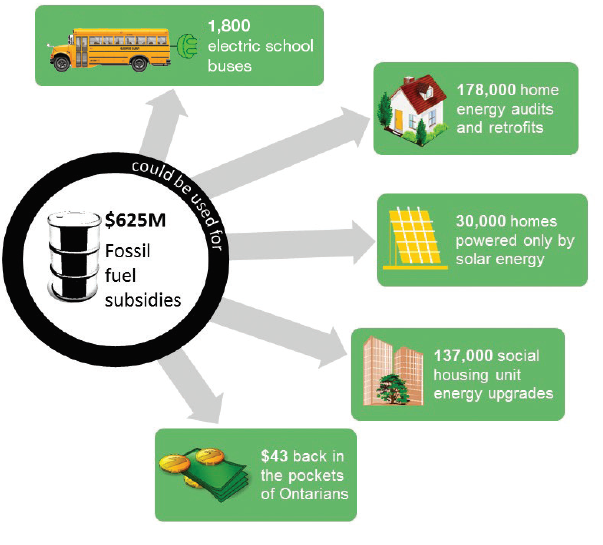 1,800
electric school
buses
178,000 home
energy audits
and retrofits
could be used for
$625M
Fossil
fuel
subsidies
30,000 homes
powered only by
solar energy
137,000 social
housing unit
energy upgrades
$43 back in
the pockets
of Ontarians